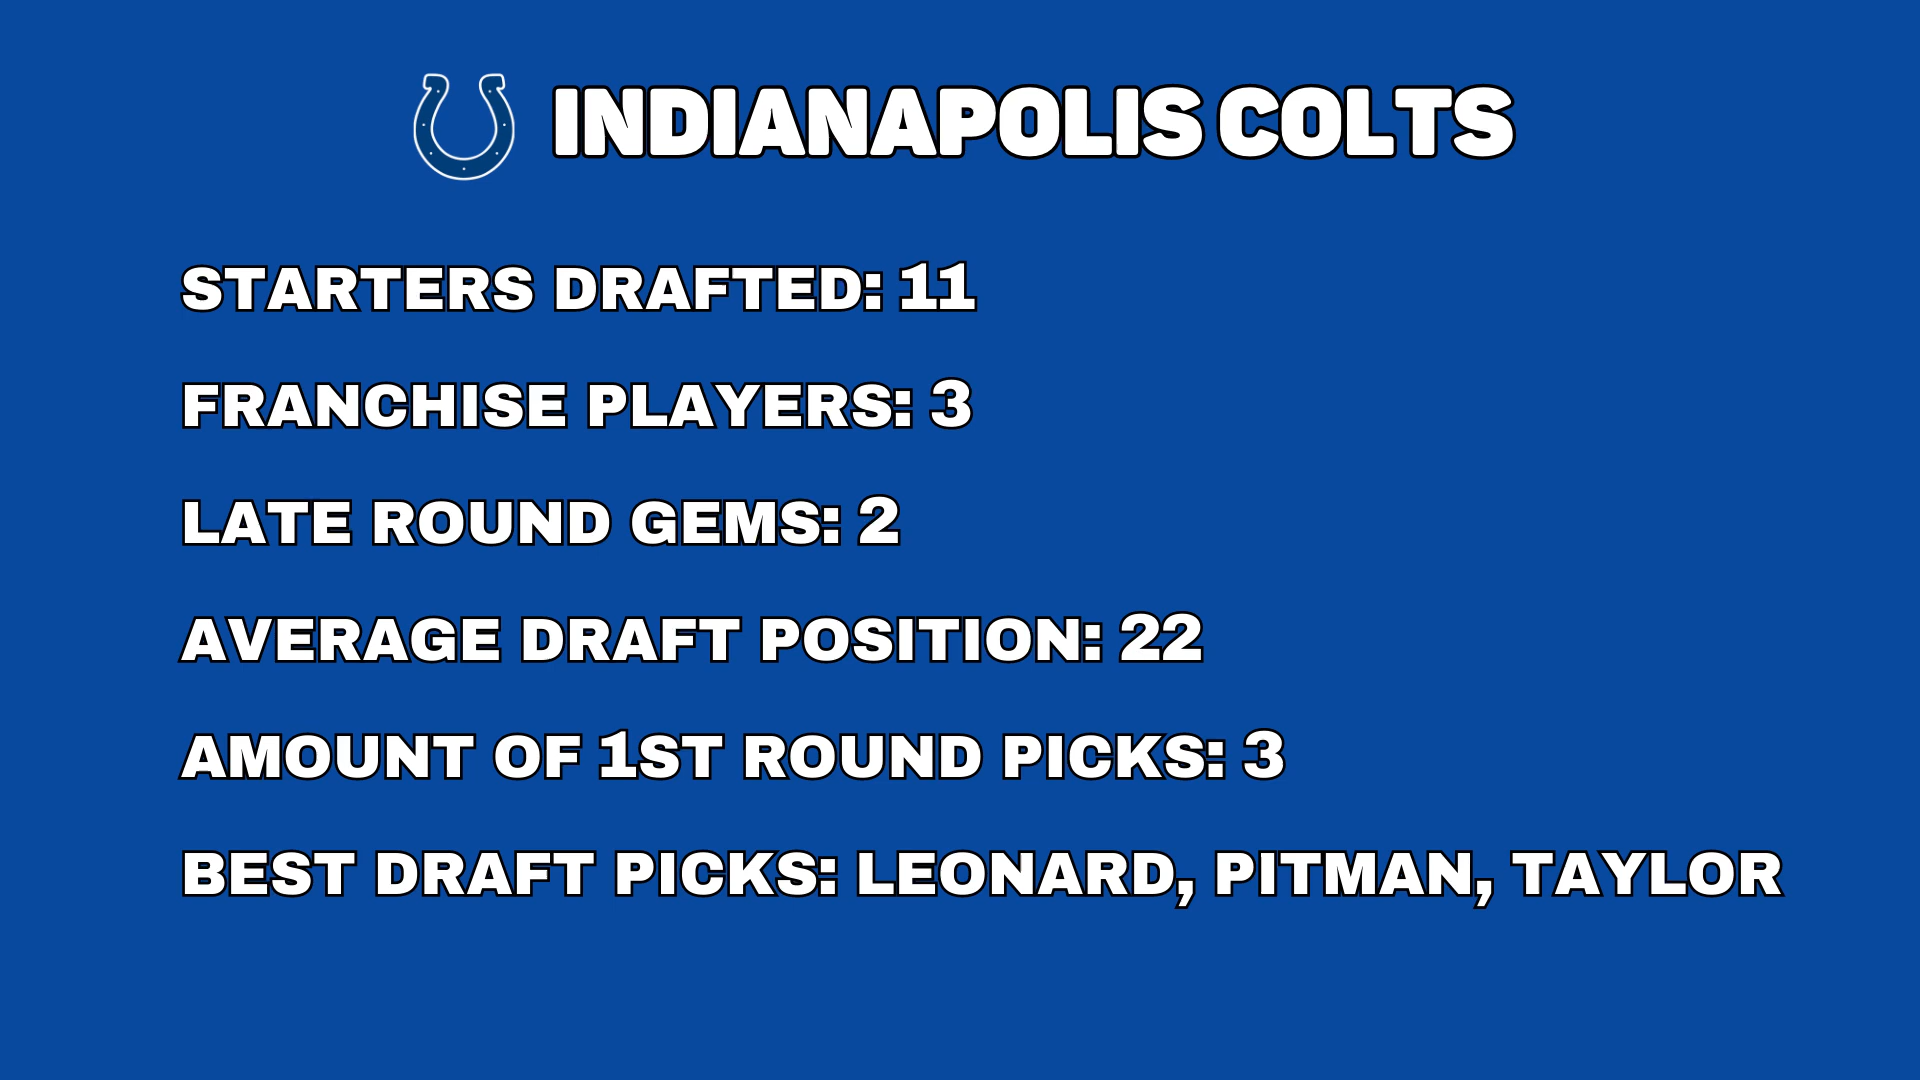 INDIANAPOLIS COLTS
STARTERS DRAFTED: 11
FRANCHISE PLAYERS: 3
LATE ROUND GEMS: 2
AVERAGE DRAFT POSITION: 22
AMOUNT OF 1ST ROUND PICKS: 3
BEST DRAFT PICKS: LEONARD, PITMAN, TAYLOR